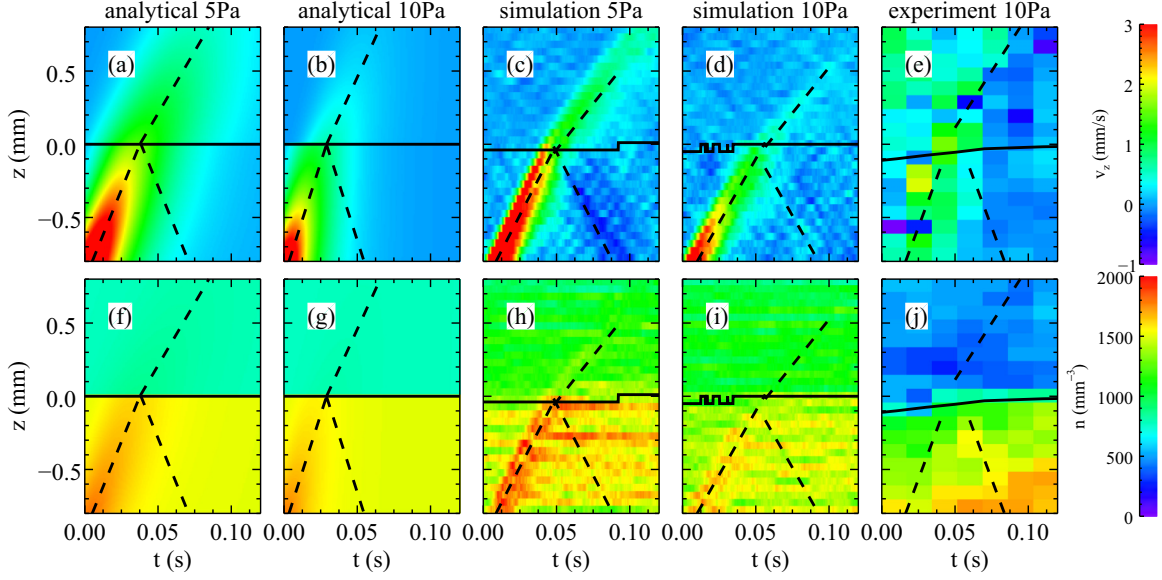 analytical 5Pa analytical 10Pa simulation 5Pa simulation 10Pa experiment 10Pa
(a) (b) (c) (d) (e)
z (mm)
0.5
0.0
−0.5
3
2
1
0
−1
v_z (mm/s)
(f) (g) (h) (i) (j)
z (mm)
0.5
0.0
−0.5
2000
1500
1000
500
0
n (mm⁻³)
0.00 0.05 0.10 0.00 0.05 0.10 0.00 0.05 0.10 0.00 0.05 0.10 0.00 0.05 0.10
t (s) t (s) t (s) t (s) t (s)